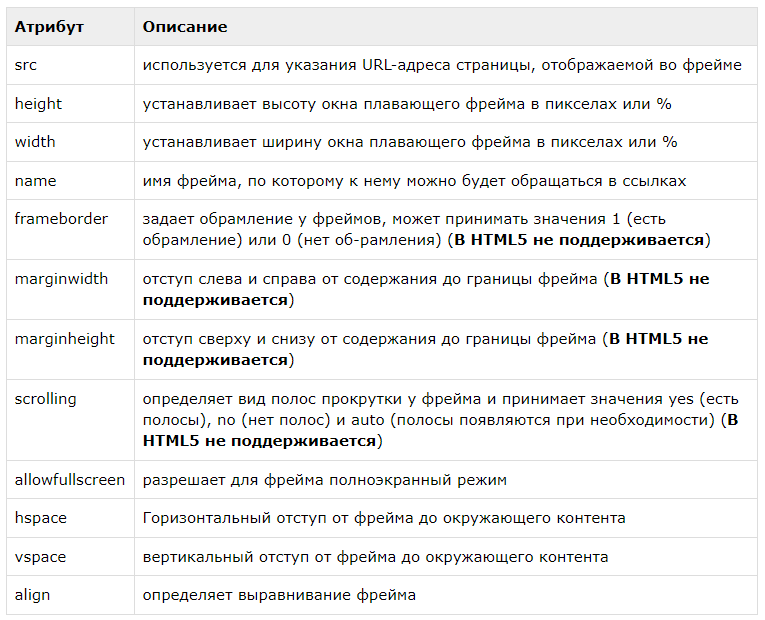 Атрибут Описание
src используется для указания URL-адреса страницы, отображаемой во фрейме
height устанавливает высоту окна плавающего фрейма в пикселах или %
width устанавливает ширину окна плавающего фрейма в пикселах или %
name имя фрейма, по которому к нему можно будет обращаться в ссылках
frameborder задает обрамление у фреймов, может принимать значения 1 (есть
обрамление) или 0 (нет об-рамления) (В HTML5 не поддерживается)
marginwidth отступ слева и справа от содержания до границы фрейма (В HTML5 не
поддерживается)
marginheight отступ сверху и снизу от содержания до границы фрейма (В HTML5 не
поддерживается)
scrolling определяет вид полос прокрутки у фрейма и принимает значения yes (есть
полосы), no (нет полос) и auto (полосы появляются при необходимости) (В
HTML5 не поддерживается)
allowfullscreen разрешает для фрейма полноэкранный режим
hspace Горизонтальный отступ от фрейма до окружающего контента
vspace вертикальный отступ от фрейма до окружающего контента
align определяет выравнивание фрейма